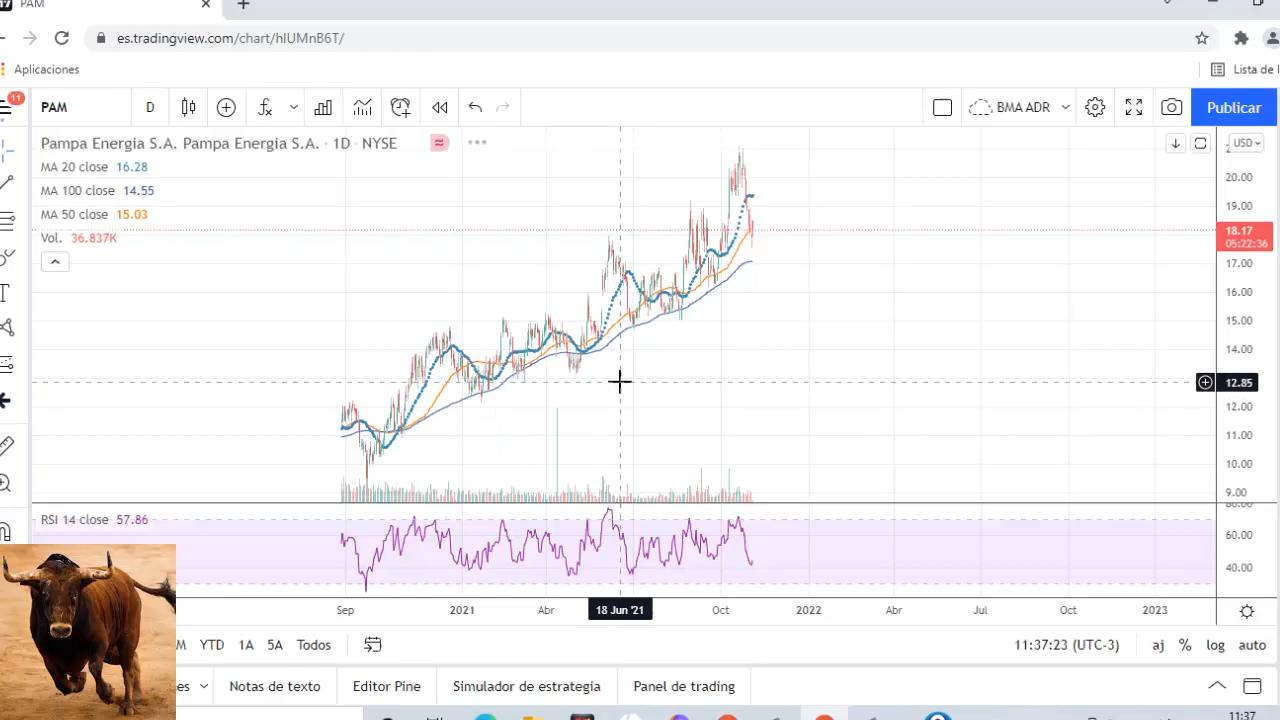 PAM
es.tradingview.com/chart/hIUMnB6T/
Aplicaciones
Lista de l
11
PAM D BMA ADR Publicar
Pampa Energia S.A. Pampa Energia S.A. · 1D · NYSE
USD
MA 20 close 16.28
MA 100 close 14.55
MA 50 close 15.03
Vol. 36.837K
20.00
19.00
18.17
05:22:36
17.00
16.00
15.00
14.00
12.85
12.00
11.00
10.00
9.00
80.00
RSI 14 close 57.86
60.00
40.00
Sep 2021 Abr 18 Jun '21 Oct 2022 Abr Jul Oct 2023
M YTD 1A 5A Todos 11:37:23 (UTC-3) aj % log auto
es Notas de texto Editor Pine Simulador de estrategia Panel de trading
11:37